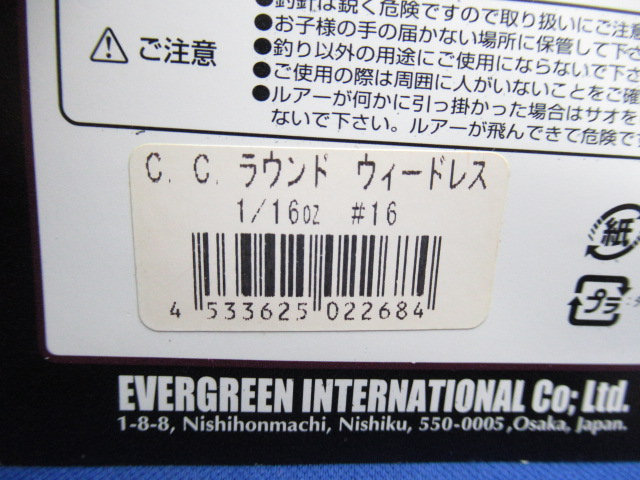 ●釣針は鋭く危険ですので取り扱いにご注
●お子様の手の届かない場所に保管して下さ
⚠ご注意
●釣り以外の用途にご使用にならないで下さ
●ご使用の際は周囲に人がいないことをご確
●ルアーが何かに引っ掛かった場合はサオを
ないで下さい。ルアーが飛んできて危険です
C. C. ラウンド ウィードレス
1/16oz #16
4 533625 022684
紙
プラ
EVERGREEN INTERNATIONAL Co; Ltd.
1-8-8, Nishihonmachi, Nishiku, 550-0005, Osaka, Japan.